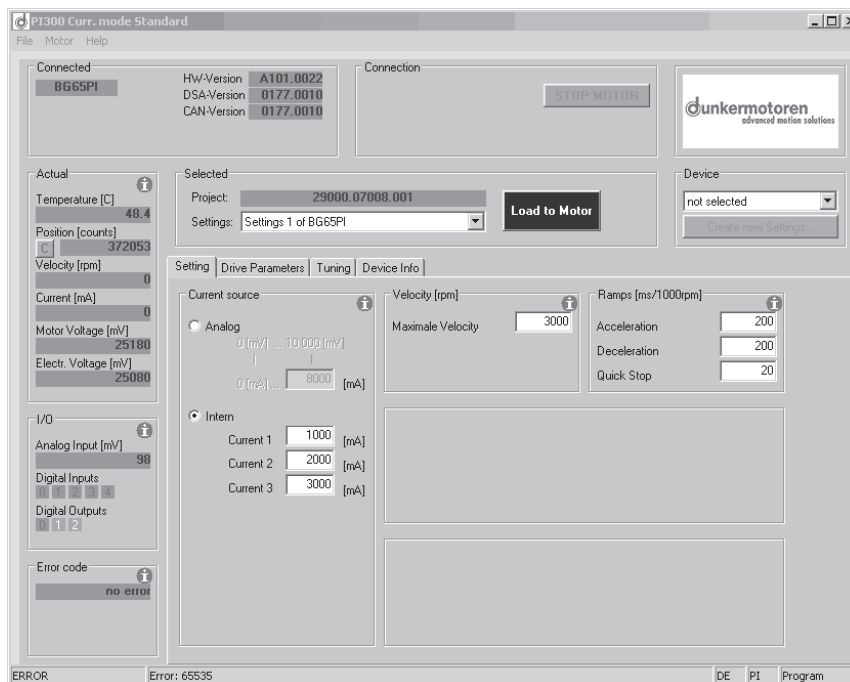 PI300 Curr. mode Standard
File Motor Help
Connected
BG65PI
HW-Version A101.0022
DSA-Version 0177.0010
CAN-Version 0177.0010
Connection
STOP MOTOR
dunkermotoren
advanced motion solutions
Actual
Temperature [C]
48.4
Position [counts]
C 372053
Velocity [rpm]
0
Current [mA]
0
Motor Voltage [mV]
25180
Electr. Voltage [mV]
25080
Selected
Project: 29000.07008.001
Settings: Settings 1 of BG65PI
Load to Motor
Device
not selected
Create new Settings...
Setting Drive Parameters Tuning Device Info
Current source
Analog
0 [mV] ... 10 000 [mV]
0 [mA] ... 8000 [mA]
Intern
Current 1 1000 [mA]
Current 2 2000 [mA]
Current 3 3000 [mA]
Velocity [rpm]
Maximale Velocity 3000
Ramps [ms/1000rpm]
Acceleration 200
Deceleration 200
Quick Stop 20
I/O
Analog Input [mV]
98
Digital Inputs
0 1 2 3 4
Digital Outputs
0 1 2
Error code
no error
ERROR Error: 65535 DE PI Program